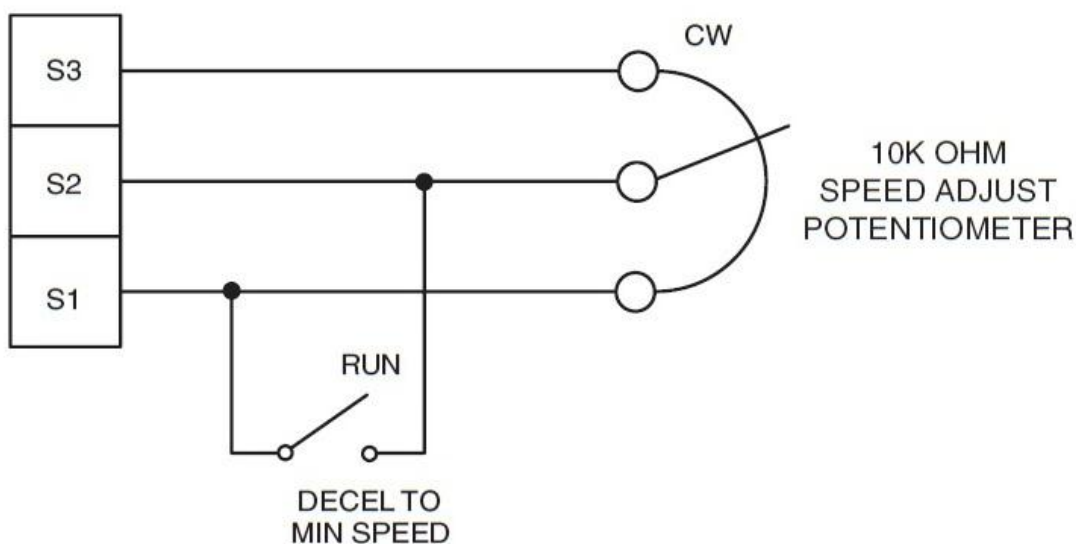 S3
CW
S2
10K OHM
SPEED ADJUST
POTENTIOMETER
S1
RUN
DECEL TO
MIN SPEED